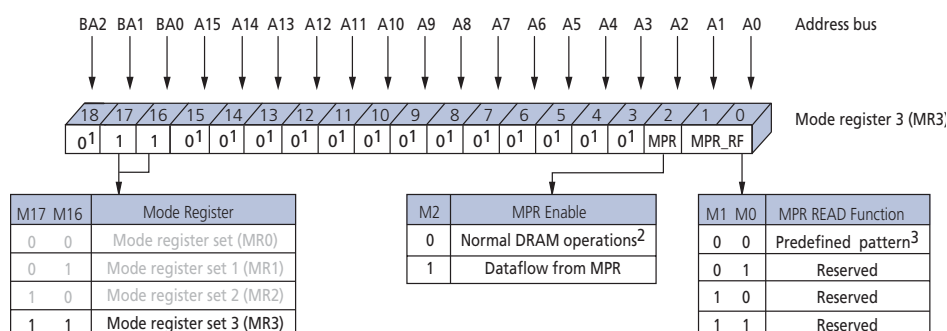 BA2 BA1 BA0 A15 A14 A13 A12 A11 A10 A9 A8 A7 A6 A5 A4 A3 A2 A1 A0 Address bus
18 17 16 15 14 13 12 11 10 9 8 7 6 5 4 3 2 1 0 Mode register 3 (MR3)
0¹ 1 1 0¹ 0¹ 0¹ 0¹ 0¹ 0¹ 0¹ 0¹ 0¹ 0¹ 0¹ 0¹ 0¹ MPR MPR_RF
M17 M16 Mode Register
0 0 Mode register set (MR0)
0 1 Mode register set 1 (MR1)
1 0 Mode register set 2 (MR2)
1 1 Mode register set 3 (MR3)
M2 MPR Enable
0 Normal DRAM operations²
1 Dataflow from MPR
M1 M0 MPR READ Function
0 0 Predefined pattern³
0 1 Reserved
1 0 Reserved
1 1 Reserved